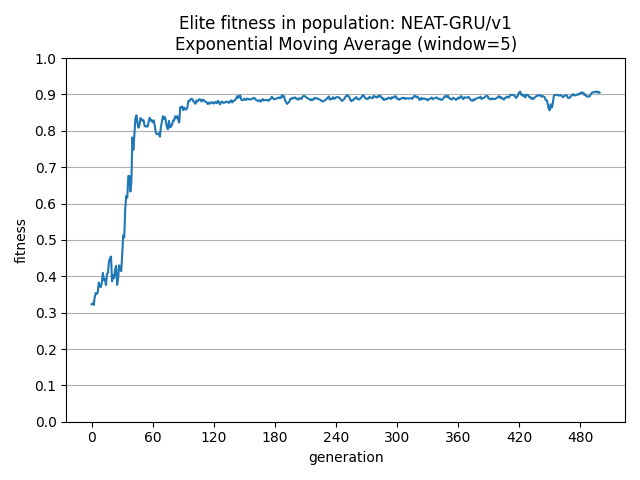 Elite fitness in population: NEAT-GRU/v1
Exponential Moving Average (window=5)
fitness
1.0
0.9
0.8
0.7
0.6
0.5
0.4
0.3
0.2
0.1
0.0
0 60 120 180 240 300 360 420 480
generation